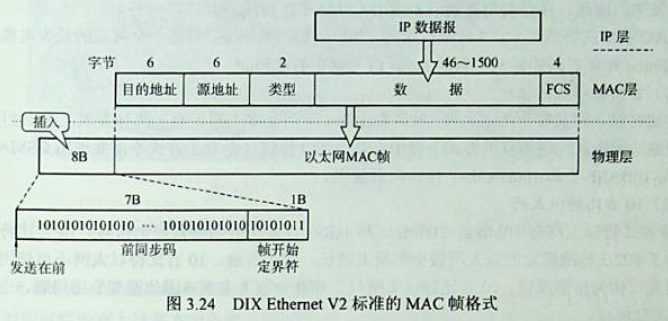 IP 数据报
IP 层
字节 6 6 2 46～1500 4
目的地址 源地址 类型 数 据 FCS MAC层
插入
8B 以太网MAC帧 物理层
7B 1B
10101010101010 ··· 10101010101010 10101011
前同步码 帧开始
定界符
发送在前
图 3.24 DIX Ethernet V2 标准的 MAC 帧格式